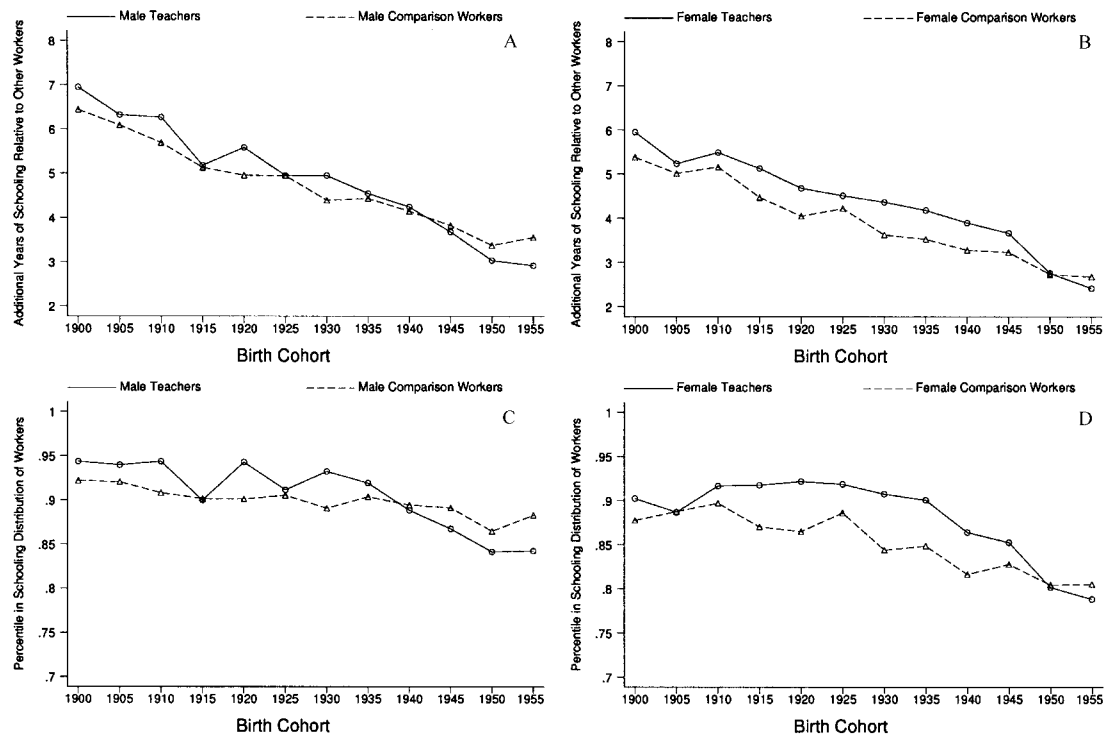 Male Teachers Male Comparison Workers
A
Additional Years of Schooling Relative to Other Workers
8
7
6
5
4
3
2
1900 1905 1910 1915 1920 1925 1930 1935 1940 1945 1950 1955
Birth Cohort
Female Teachers Female Comparison Workers
B
Additional Years of Schooling Relative to Other Workers
8
7
6
5
4
3
2
1900 1905 1910 1915 1920 1925 1930 1935 1940 1945 1950 1955
Birth Cohort
Male Teachers Male Comparison Workers
C
Percentile in Schooling Distribution of Workers
1
.95
.9
.85
.8
.75
.7
1900 1905 1910 1915 1920 1925 1930 1935 1940 1945 1950 1955
Birth Cohort
Female Teachers Female Comparison Workers
D
Percentile in Schooling Distribution of Workers
1
.95
.9
.85
.8
.75
.7
1900 1905 1910 1915 1920 1925 1930 1935 1940 1945 1950 1955
Birth Cohort